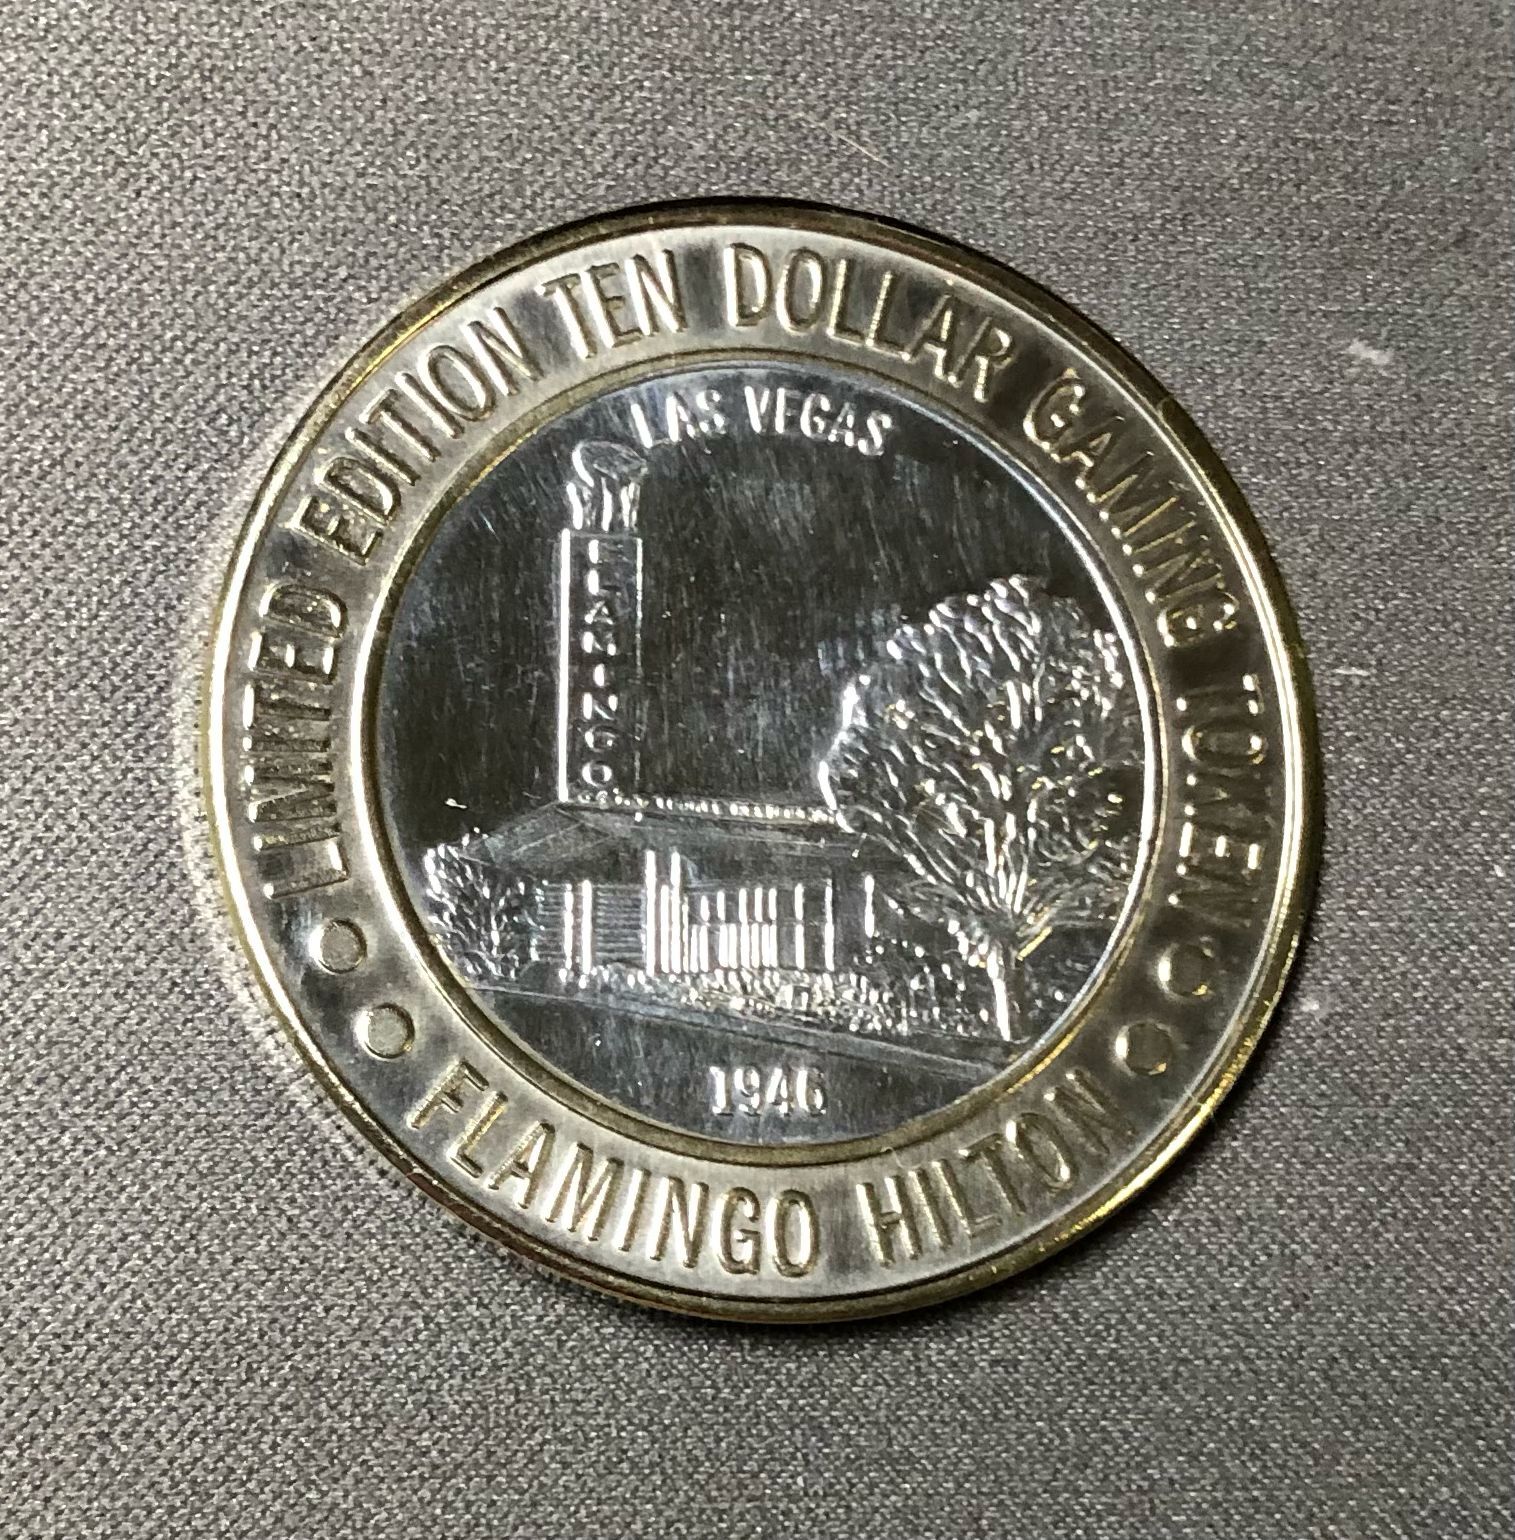 LIMITED EDITION TEN DOLLAR GAMING TOKEN
LAS VEGAS
FLAMINGO
1946
FLAMINGO HILTON